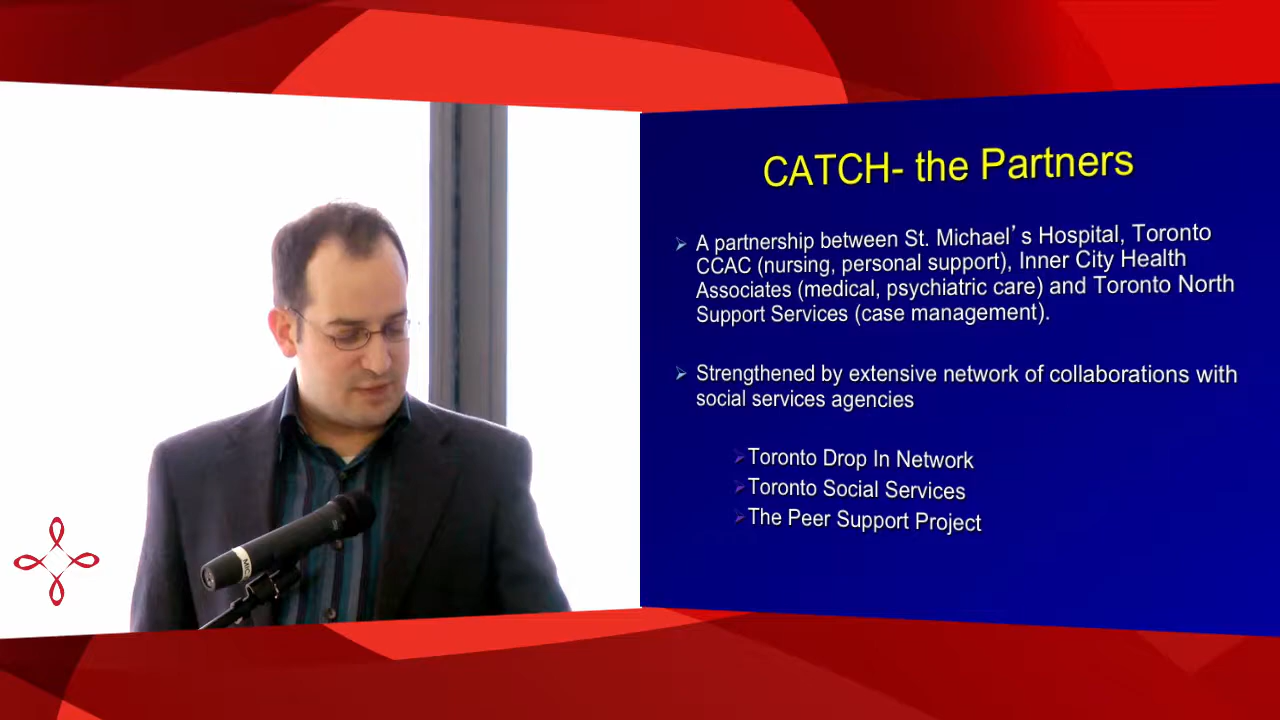 CATCH- the Partners
A partnership between St. Michael’s Hospital, Toronto
CCAC (nursing, personal support), Inner City Health
Associates (medical, psychiatric care) and Toronto North
Support Services (case management).
Strengthened by extensive network of collaborations with
social services agencies
Toronto Drop In Network
Toronto Social Services
The Peer Support Project